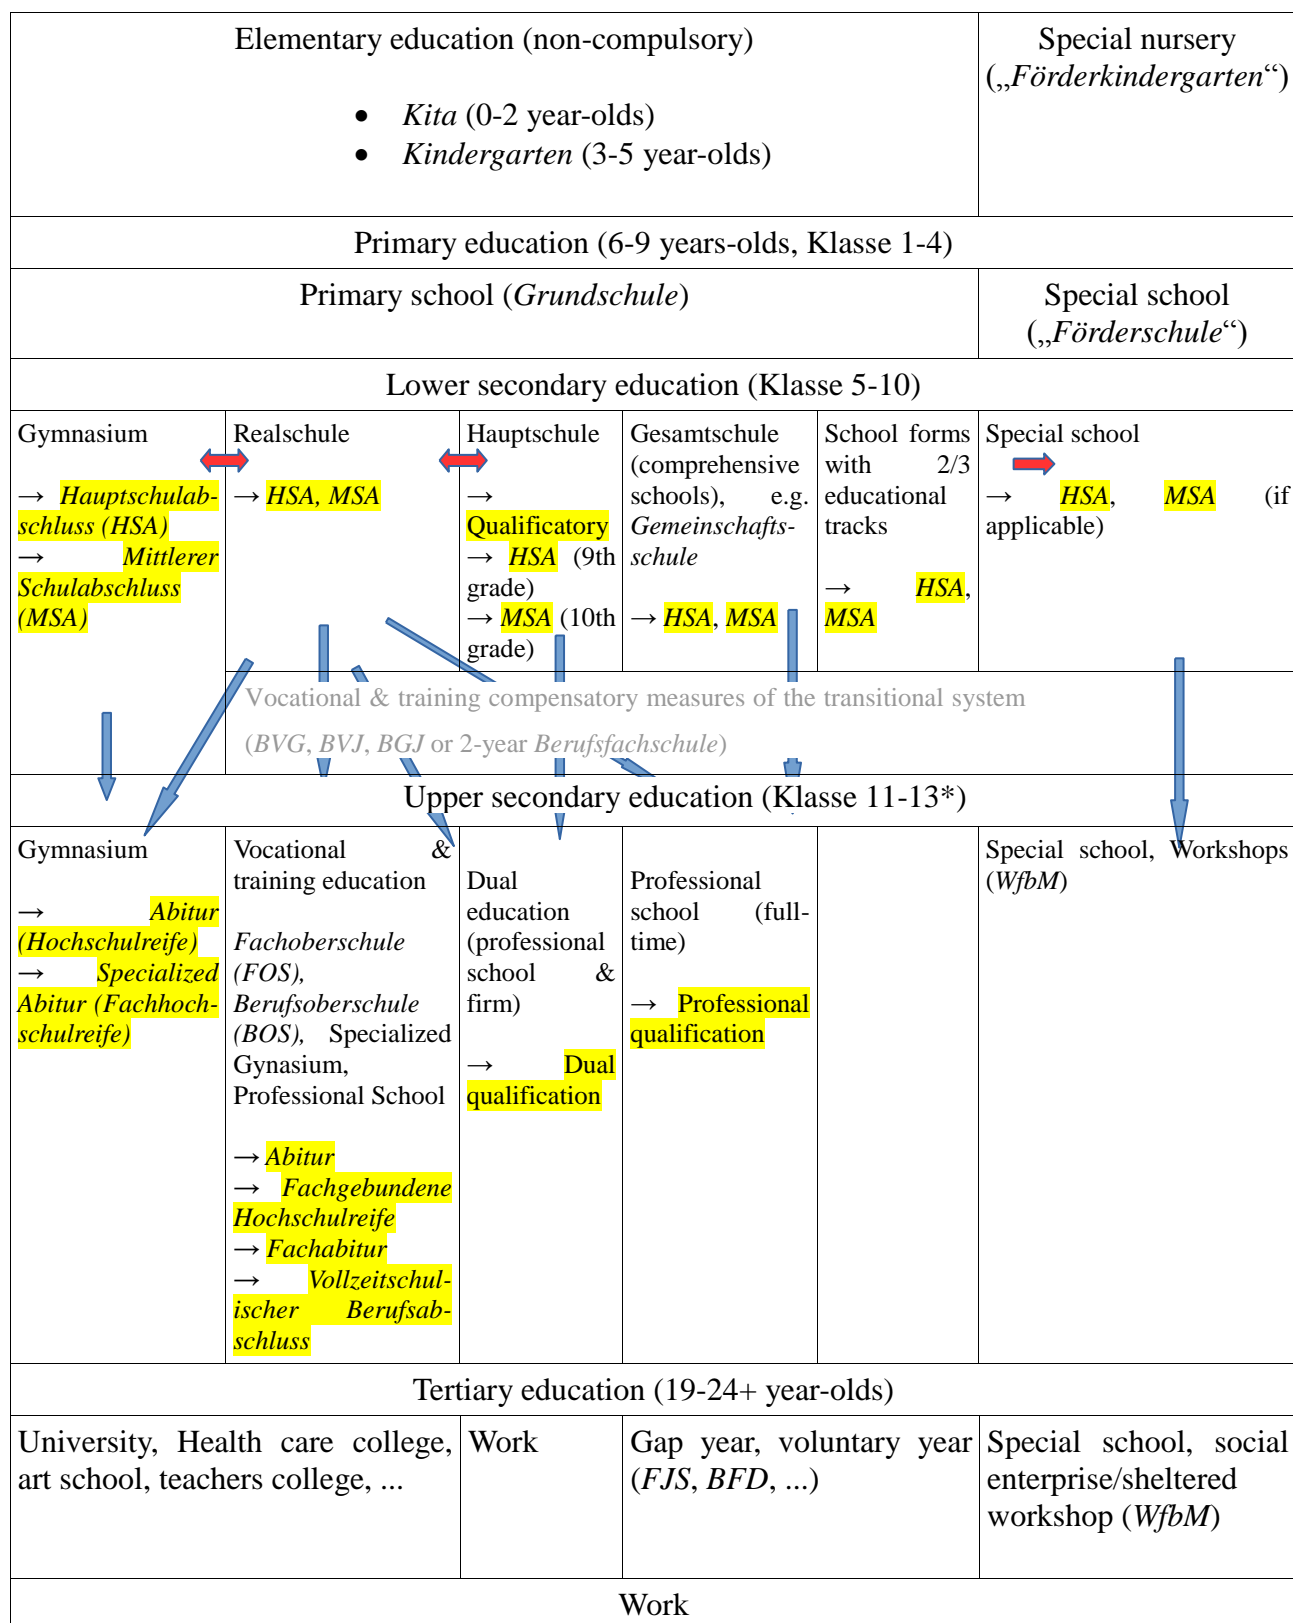 Elementary education (non-compulsory)
• Kita (0-2 year-olds)
• Kindergarten (3-5 year-olds)
Special nursery
(„Förderkindergarten“)
Primary education (6-9 years-olds, Klasse 1-4)
Primary school (Grundschule)
Special school
(„Förderschule“)
Lower secondary education (Klasse 5-10)
Gymnasium
→ Hauptschulab-
schluss (HSA)
→ Mittlerer
Schulabschluss
(MSA)
Realschule
→ HSA, MSA
Hauptschule
→
Qualificatory
→ HSA (9th
grade)
→ MSA (10th
grade)
Gesamtschule
(comprehensive
schools), e.g.
Gemeinschafts-
schule
→ HSA, MSA
School forms
with 2/3
educational
tracks
→ HSA,
MSA
Special school
→ HSA, MSA (if
applicable)
Vocational & training compensatory measures of the transitional system
(BVG, BVJ, BGJ or 2-year Berufsfachschule)
Upper secondary education (Klasse 11-13*)
Gymnasium
→ Abitur
(Hochschulreife)
→ Specialized
Abitur (Fachhoch-
schulreife)
Vocational &
training education
Fachoberschule
(FOS),
Berufsoberschule
(BOS), Specialized
Gynasium,
Professional School
→ Abitur
→ Fachgebundene
Hochschulreife
→ Fachabitur
→ Vollzeitschul-
ischer Berufsab-
schluss
Dual
education
(professional
school &
firm)
→ Dual
qualification
Professional
school (full-
time)
→ Professional
qualification
Special school, Workshops
(WfbM)
Tertiary education (19-24+ year-olds)
University, Health care college,
art school, teachers college, ...
Work
Gap year, voluntary year
(FJS, BFD, ...)
Special school, social
enterprise/sheltered
workshop (WfbM)
Work